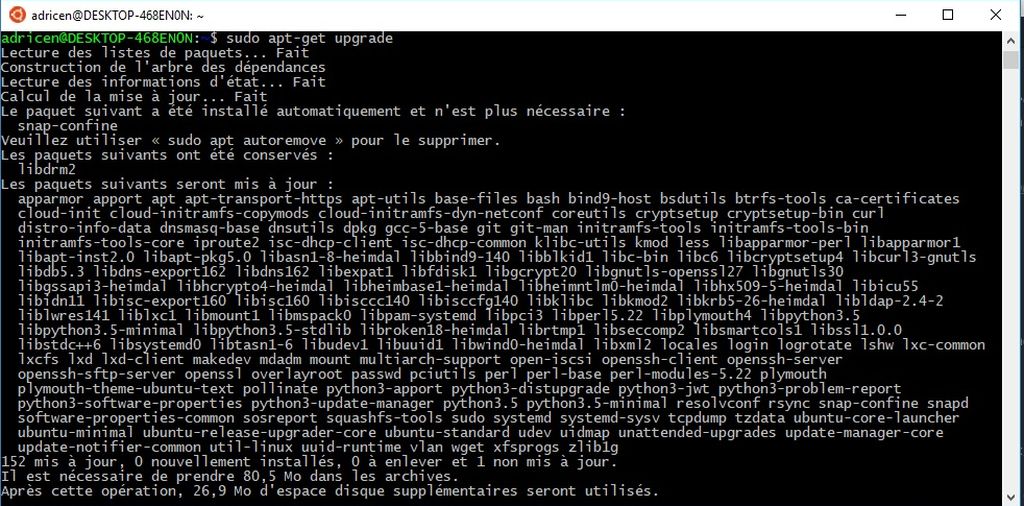 adricen@DESKTOP-468EN0N: ~
adricen@DESKTOP-468EN0N:~$ sudo apt-get upgrade
Lecture des listes de paquets... Fait
Construction de l'arbre des dépendances
Lecture des informations d'état... Fait
Calcul de la mise à jour... Fait
Le paquet suivant a été installé automatiquement et n'est plus nécessaire :
snap-confine
Veuillez utiliser « sudo apt autoremove » pour le supprimer.
Les paquets suivants ont été conservés :
libdrm2
Les paquets suivants seront mis à jour :
apparmor apport apt apt-transport-https apt-utils base-files bash bind9-host bsdutils btrfs-tools ca-certificates
cloud-init cloud-initramfs-copymods cloud-initramfs-dyn-netconf coreutils cryptsetup cryptsetup-bin curl
distro-info-data dnsmasq-base dnsutils dpkg gcc-5-base git git-man initramfs-tools initramfs-tools-bin
initramfs-tools-core iproute2 isc-dhcp-client isc-dhcp-common klibc-utils kmod less libapparmor-perl libapparmor1
libapt-inst2.0 libapt-pkg5.0 libasn1-8-heimdal libbind9-140 libblkid1 libc-bin libc6 libcryptsetup4 libcurl3-gnutls
libdb5.3 libdns-export162 libdns162 libexpat1 libfdisk1 libgcrypt20 libgnutls-openssl27 libgnutls30
libgssapi3-heimdal libhcrypto4-heimdal libheimbase1-heimdal libheimntlm0-heimdal libhx509-5-heimdal libicu55
libidn11 libisc-export160 libisc160 libisccc140 libisccfg140 libklibc libkmod2 libkrb5-26-heimdal libldap-2.4-2
liblwres141 liblxc1 libmount1 libmspack0 libpam-systemd libpci3 libperl5.22 libplymouth4 libpython3.5
libpython3.5-minimal libpython3.5-stdlib libroken18-heimdal librtmp1 libseccomp2 libsmartcols1 libssl1.0.0
libstdc++6 libsystemd0 libtasn1-6 libudev1 libuuid1 libwind0-heimdal libxml2 locales login logrotate lshw lxc-common
lxcfs lxd lxd-client makedev mdadm mount multiarch-support open-iscsi openssh-client openssh-server
openssh-sftp-server openssl overlayroot passwd pciutils perl perl-base perl-modules-5.22 plymouth
plymouth-theme-ubuntu-text pollinate python3-apport python3-distupgrade python3-jwt python3-problem-report
python3-software-properties python3-update-manager python3.5 python3.5-minimal resolvconf rsync snap-confine snapd
software-properties-common sosreport squashfs-tools sudo systemd systemd-sysv tcpdump tzdata ubuntu-core-launcher
ubuntu-minimal ubuntu-release-upgrader-core ubuntu-standard udev uidmap unattended-upgrades update-manager-core
update-notifier-common util-linux uuid-runtime vlan wget xfsprogs zlib1g
152 mis à jour, 0 nouvellement installés, 0 à enlever et 1 non mis à jour.
Il est nécessaire de prendre 80,5 Mo dans les archives.
Après cette opération, 26,9 Mo d'espace disque supplémentaires seront utilisés.